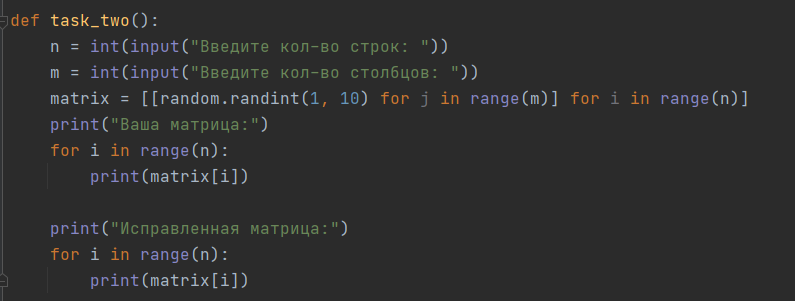 def task_two():
    n = int(input("Введите кол-во строк: "))
    m = int(input("Введите кол-во столбцов: "))
    matrix = [[random.randint(1, 10) for j in range(m)] for i in range(n)]
    print("Ваша матрица:")
    for i in range(n):
        print(matrix[i])

    print("Исправленная матрица:")
    for i in range(n):
        print(matrix[i])